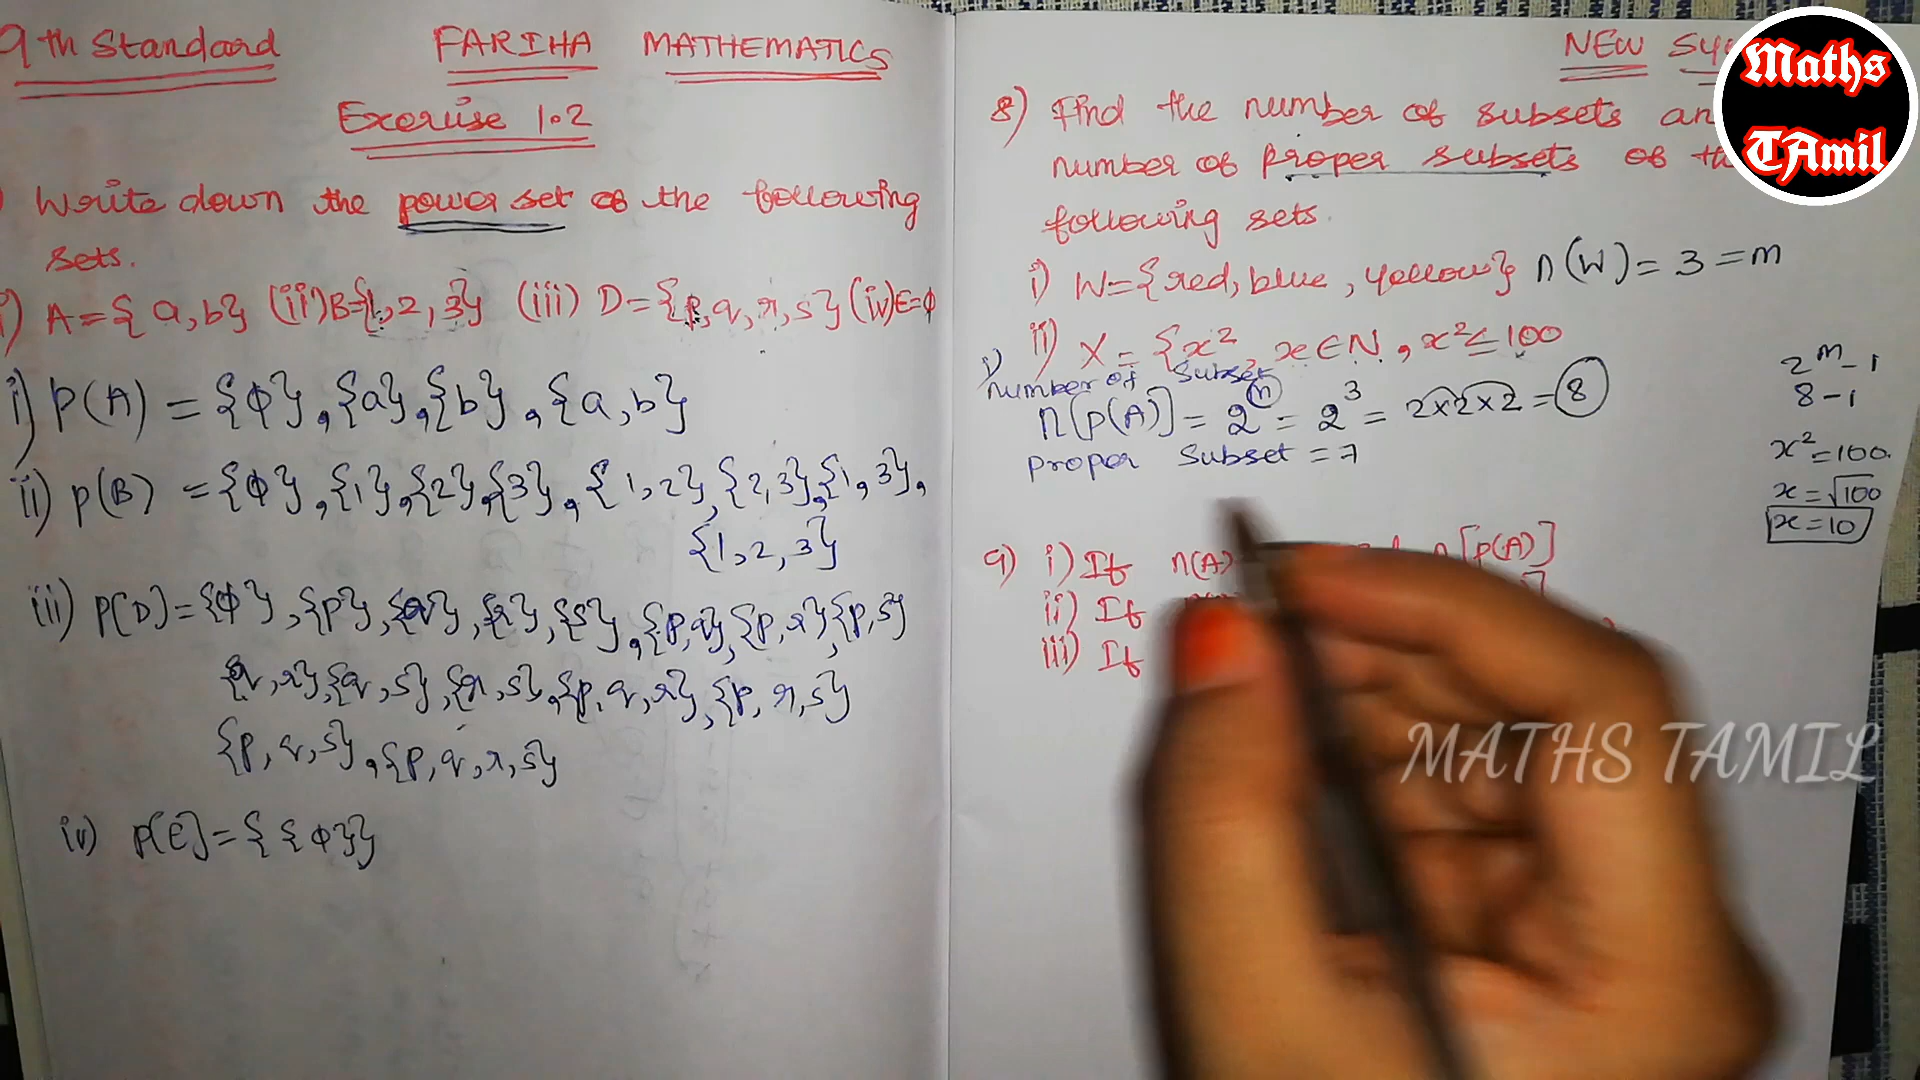 9th Standard FARIHA MATHEMATICS
Exercise 1.2
Write down the power set of the following
sets.
i) A = {a, b} (ii) B = {1, 2, 3} (iii) D = {p, q, r, s} (iv) E = ϕ
i) P(A) = {ϕ}, {a}, {b}, {a, b}
ii) P(B) = {ϕ}, {1}, {2}, {3}, {1, 2}, {2, 3}, {1, 3},
{1, 2, 3}
iii) P[D] = {ϕ}, {p}, {q}, {r}, {s}, {p, q}, {p, r}, {p, s}
{q, r}, {q, s}, {r, s}, {p, q, r}, {p, r, s}
{p, q, s}, {p, q, r, s}
iv) P[E] = { {ϕ}}
NEW
Maths
TAmil
8) Find the number of subsets
number of proper subsets of
following sets.
i) W = {red, blue, yellow} n(W) = 3 = m
ii) X = {x², x ∈ N, x² ≤ 100
i) number of Subset
n[P(A)] = 2ᵐ = 2³ = 2×2×2 = 8
proper Subset = 7
2ᵐ - 1
8 - 1
x² = 100.
x = √100
x = 10
9) i) If n(A) n[P(A)]
ii) If
iii) If
MATHS TAMIL